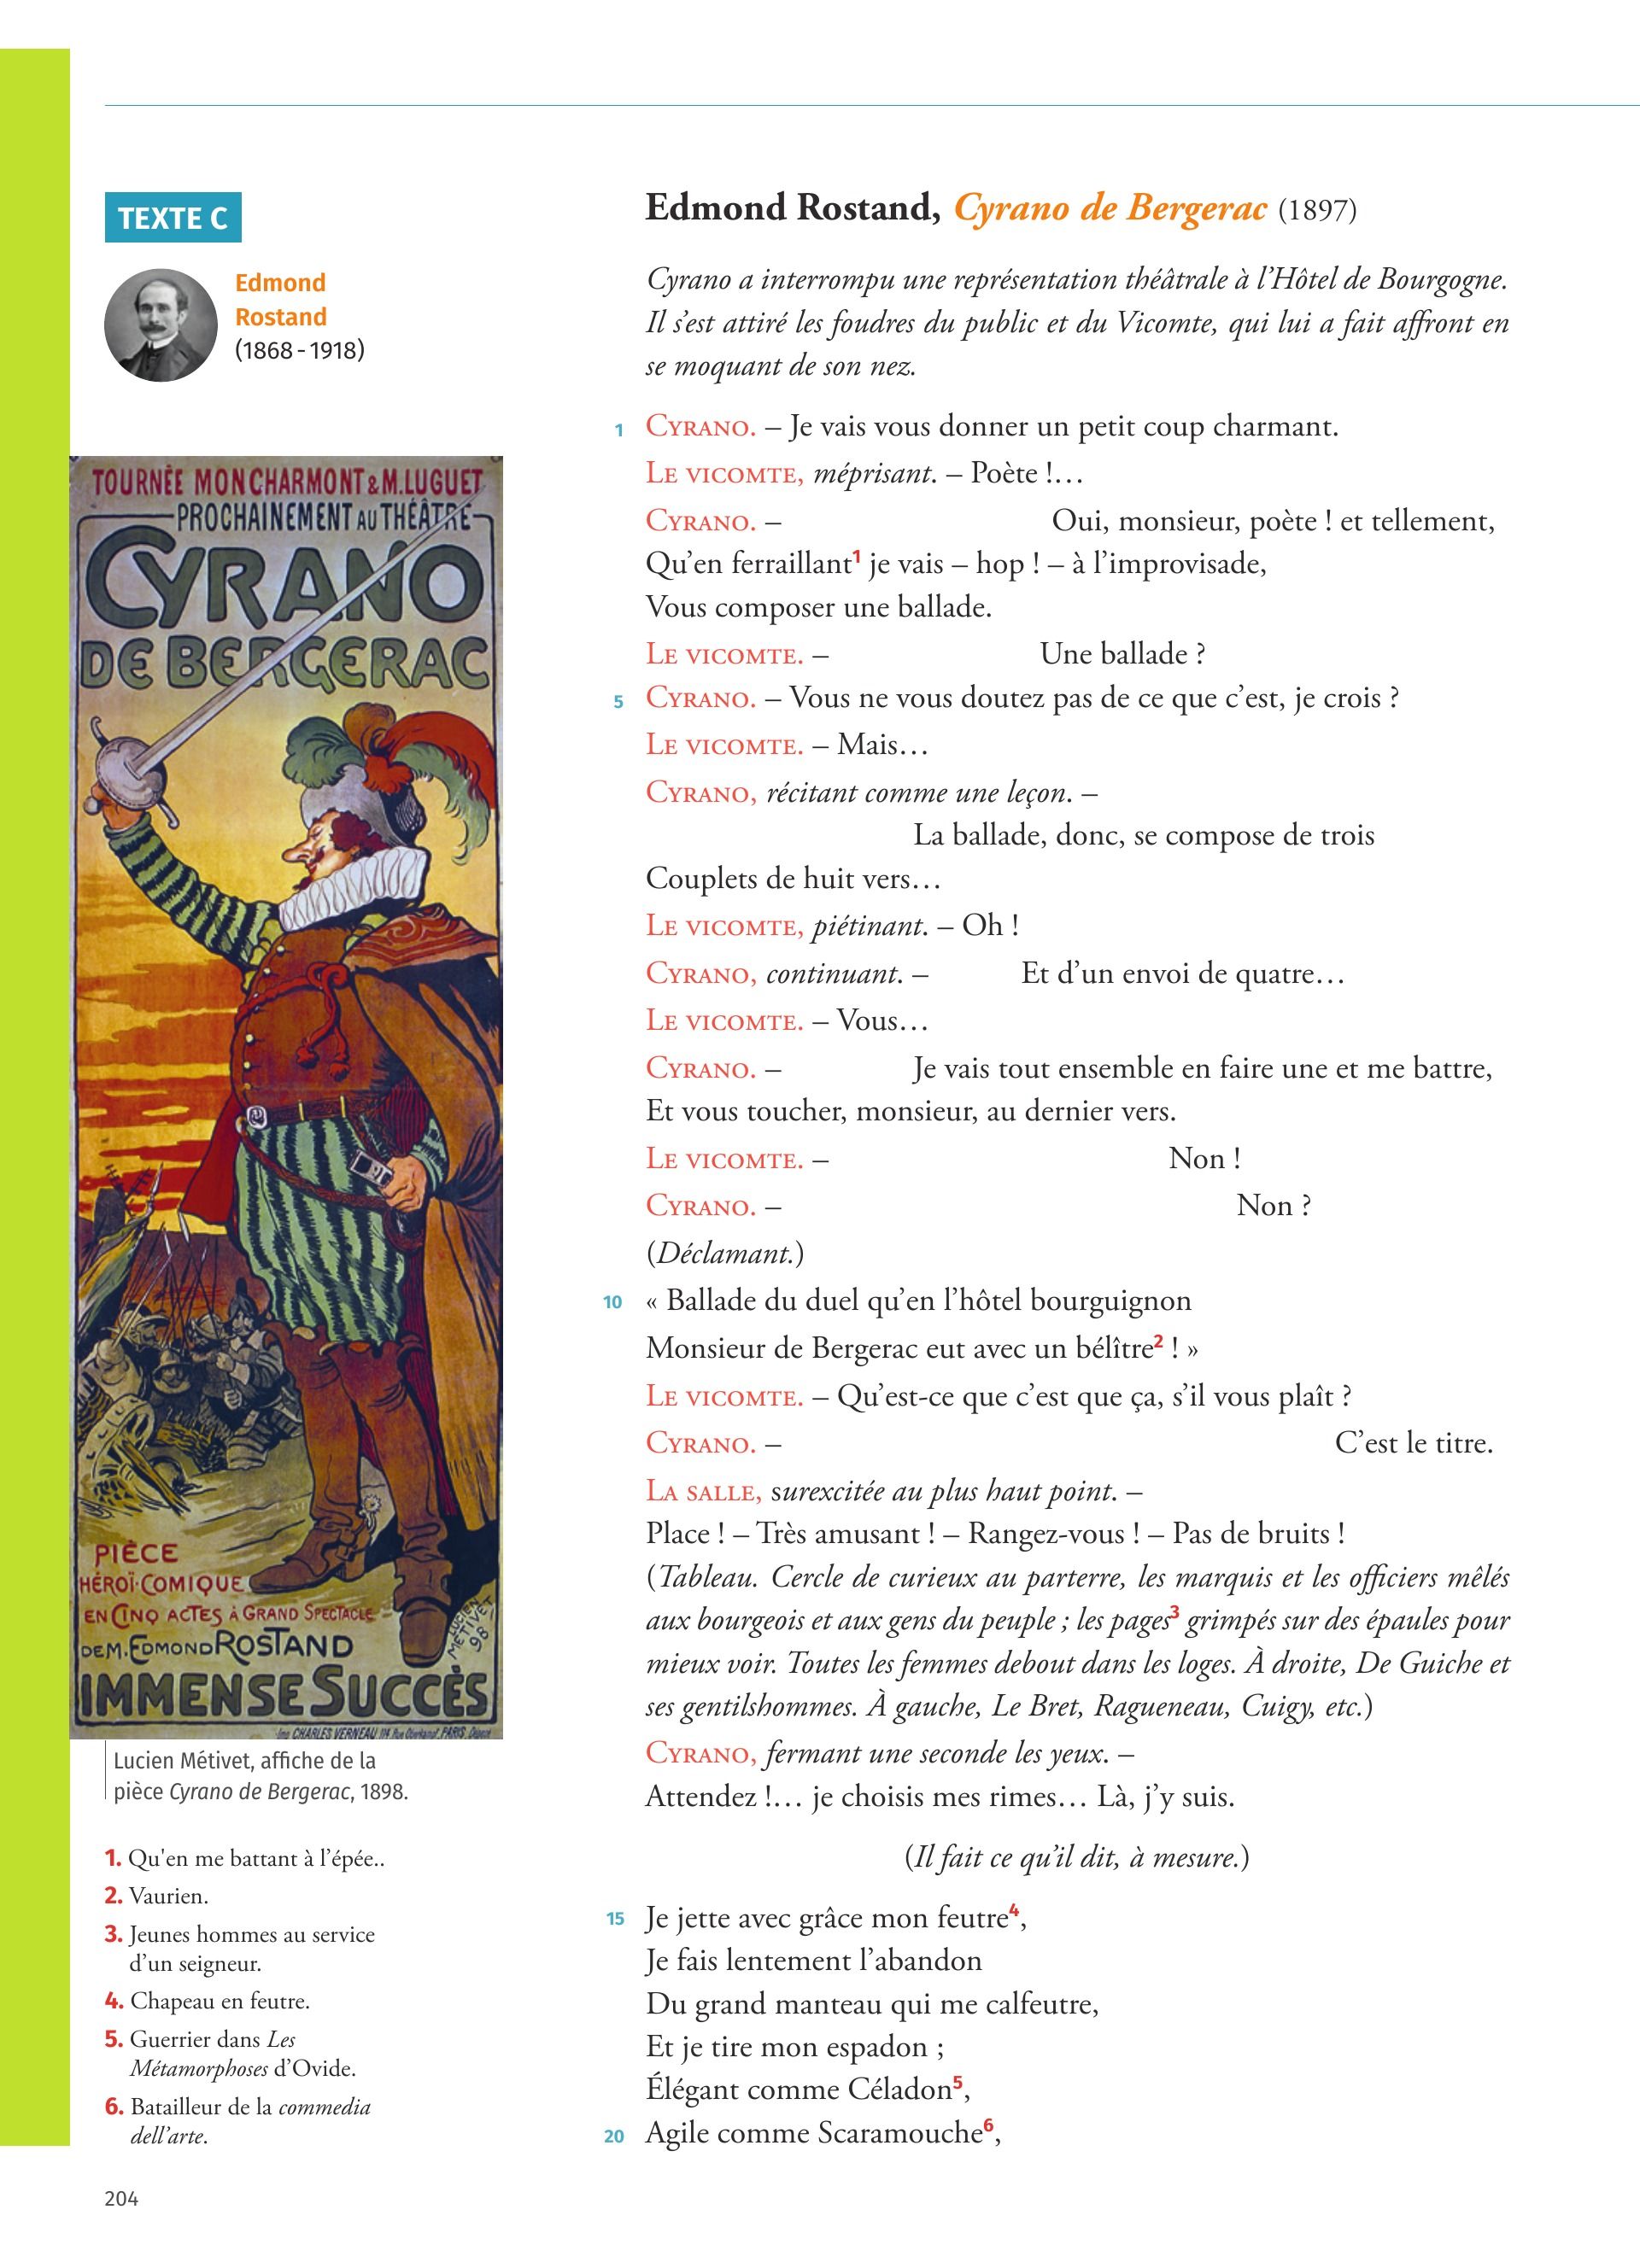 TEXTE C
Edmond
Rostand
(1868 - 1918)
TOURNÉE MONCHARMONT & M.LUGUET
PROCHAINEMENT AU THÉÂTRE
CYRANO
DE BERGERAC
PIÈCE
HÉROÏ-COMIQUE
EN CINQ ACTES À GRAND SPECTACLE
DE M. EDMOND ROSTAND
LUCIEN
MÉTIVET
98
IMMENSE SUCCÈS
Imp. CHARLES VERNEAU, 114, Rue Oberkampf, PARIS
Lucien Métivet, affiche de la
pièce Cyrano de Bergerac, 1898.
1. Qu'en me battant à l'épée..
2. Vaurien.
3. Jeunes hommes au service
d'un seigneur.
4. Chapeau en feutre.
5. Guerrier dans Les
Métamorphoses d'Ovide.
6. Batailleur de la commedia
dell'arte.
204
Edmond Rostand, Cyrano de Bergerac (1897)
Cyrano a interrompu une représentation théâtrale à l'Hôtel de Bourgogne.
Il s'est attiré les foudres du public et du Vicomte, qui lui a fait affront en
se moquant de son nez.
1 CYRANO. – Je vais vous donner un petit coup charmant.
LE VICOMTE, méprisant. – Poète !…
CYRANO. – Oui, monsieur, poète ! et tellement,
Qu'en ferraillant1 je vais – hop ! – à l'improvisade,
Vous composer une ballade.
LE VICOMTE. – Une ballade ?
5 CYRANO. – Vous ne vous doutez pas de ce que c'est, je crois ?
LE VICOMTE. – Mais…
CYRANO, récitant comme une leçon. –
La ballade, donc, se compose de trois
Couplets de huit vers…
LE VICOMTE, piétinant. – Oh !
CYRANO, continuant. – Et d'un envoi de quatre…
LE VICOMTE. – Vous…
CYRANO. – Je vais tout ensemble en faire une et me battre,
Et vous toucher, monsieur, au dernier vers.
LE VICOMTE. – Non !
CYRANO. – Non ?
(Déclamant.)
10 « Ballade du duel qu'en l'hôtel bourguignon
Monsieur de Bergerac eut avec un bélître2 ! »
LE VICOMTE. – Qu'est-ce que c'est que ça, s'il vous plaît ?
CYRANO. – C'est le titre.
LA SALLE, surexcitée au plus haut point. –
Place ! – Très amusant ! – Rangez-vous ! – Pas de bruits !
(Tableau. Cercle de curieux au parterre, les marquis et les officiers mêlés
aux bourgeois et aux gens du peuple ; les pages3 grimpés sur des épaules pour
mieux voir. Toutes les femmes debout dans les loges. À droite, De Guiche et
ses gentilshommes. À gauche, Le Bret, Ragueneau, Cuigy, etc.)
CYRANO, fermant une seconde les yeux. –
Attendez !… je choisis mes rimes… Là, j'y suis.
(Il fait ce qu'il dit, à mesure.)
15 Je jette avec grâce mon feutre4,
Je fais lentement l'abandon
Du grand manteau qui me calfeutre,
Et je tire mon espadon ;
Élégant comme Céladon5,
20 Agile comme Scaramouche6,